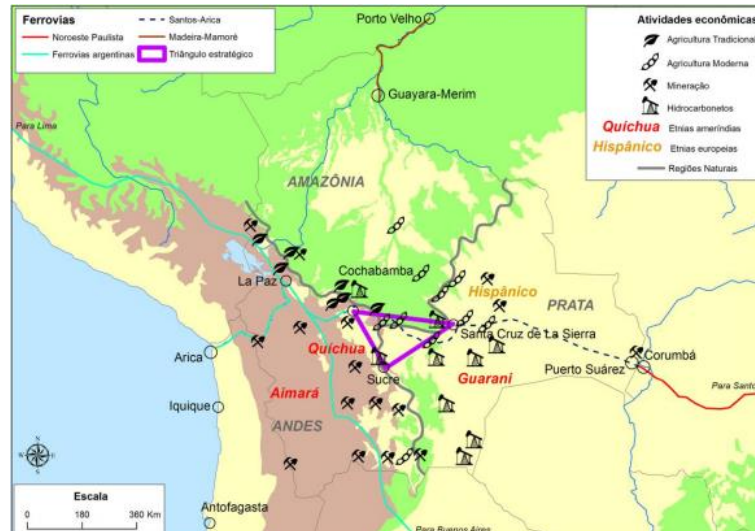 Ferrovias
Noroeste Paulista
Ferrovias argentinas
Santos-Arica
Madeira-Mamoré
Triângulo estratégico
Atividades econômicas
Agricultura Tradicional
Agricultura Moderna
Mineração
Hidrocarbonetos
Quíchua Etnias ameríndias
Hispânico Etnias europeias
Regiões Naturais
Porto Velho
Guayara-Merim
Para Lima
AMAZÔNIA
Cochabamba
La Paz
Hispânico
PRATA
Santa Cruz de La Sierra
Quichua
Arica
Corumbá
Puerto Suárez
Sucre
Guarani
Aimará
Iquique
Para Santo
ANDES
Escala
0 180 360 Km
Antofagasta
Para Buenos Aires